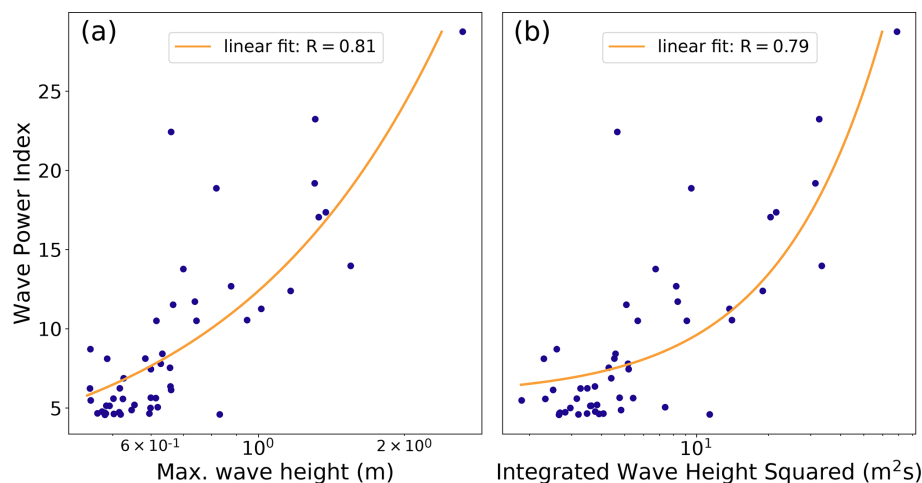 (a)
linear fit: R = 0.81
(b)
linear fit: R = 0.79
Wave Power Index
25
20
15
10
5
6 × 10⁻¹
10⁰
2 × 10⁰
10¹
Max. wave height (m)
Integrated Wave Height Squared (m²s)